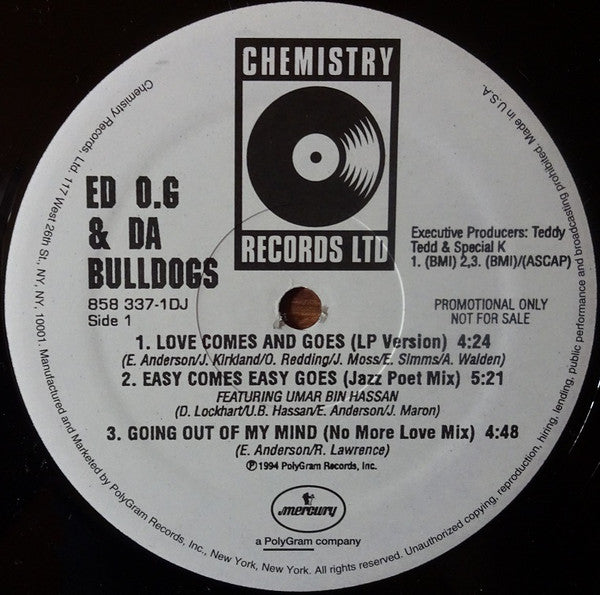 CHEMISTRY
RECORDS LTD
ED O.G
& DA
BULLDOGS
858 337-1DJ
Side 1
Executive Producers: Teddy
Tedd & Special K
1. (BMI) 2,3. (BMI)/(ASCAP)
PROMOTIONAL ONLY
NOT FOR SALE
1. LOVE COMES AND GOES (LP Version) 4:24
(E. Anderson/J. Kirkland/O. Redding/J. Moss/E. Simms/A. Walden)
2. EASY COMES EASY GOES (Jazz Poet Mix) 5:21
FEATURING UMAR BIN HASSAN
(D. Lockhart/U.B. Hassan/E. Anderson/J. Maron)
3. GOING OUT OF MY MIND (No More Love Mix) 4:48
(E. Anderson/R. Lawrence)
℗1994 PolyGram Records, Inc.
mercury
a PolyGram company
Chemistry Records, Ltd. 117 West 26th St., NY, NY, 10001. Manufactured and Marketed by PolyGram Records, Inc., New York, New York. All rights reserved. Unauthorized copying, reproduction, hiring, lending, public performance and broadcasting prohibited. Made in U.S.A.